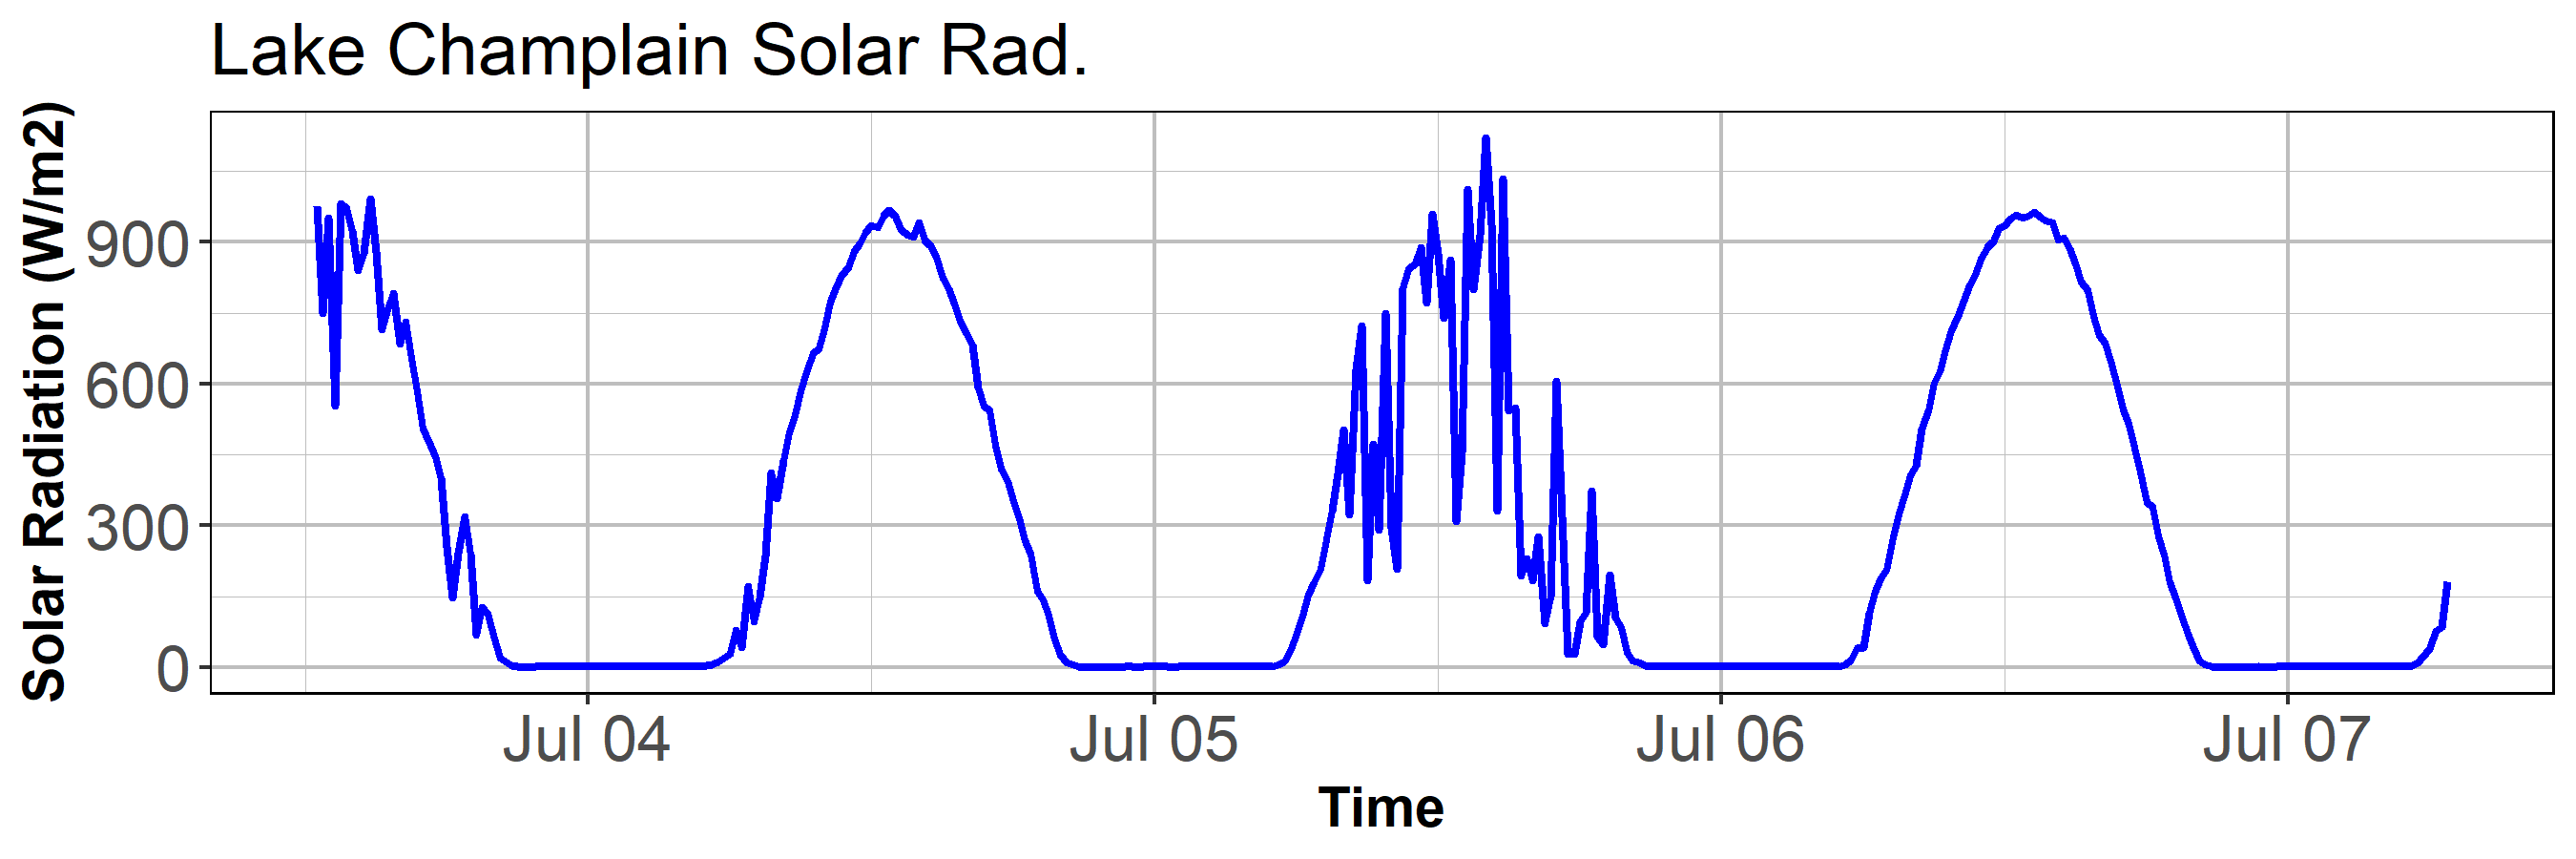 Lake Champlain Solar Rad.
Solar Radiation (W/m2)
900
600
300
0
Jul 04
Jul 05
Jul 06
Jul 07
Time